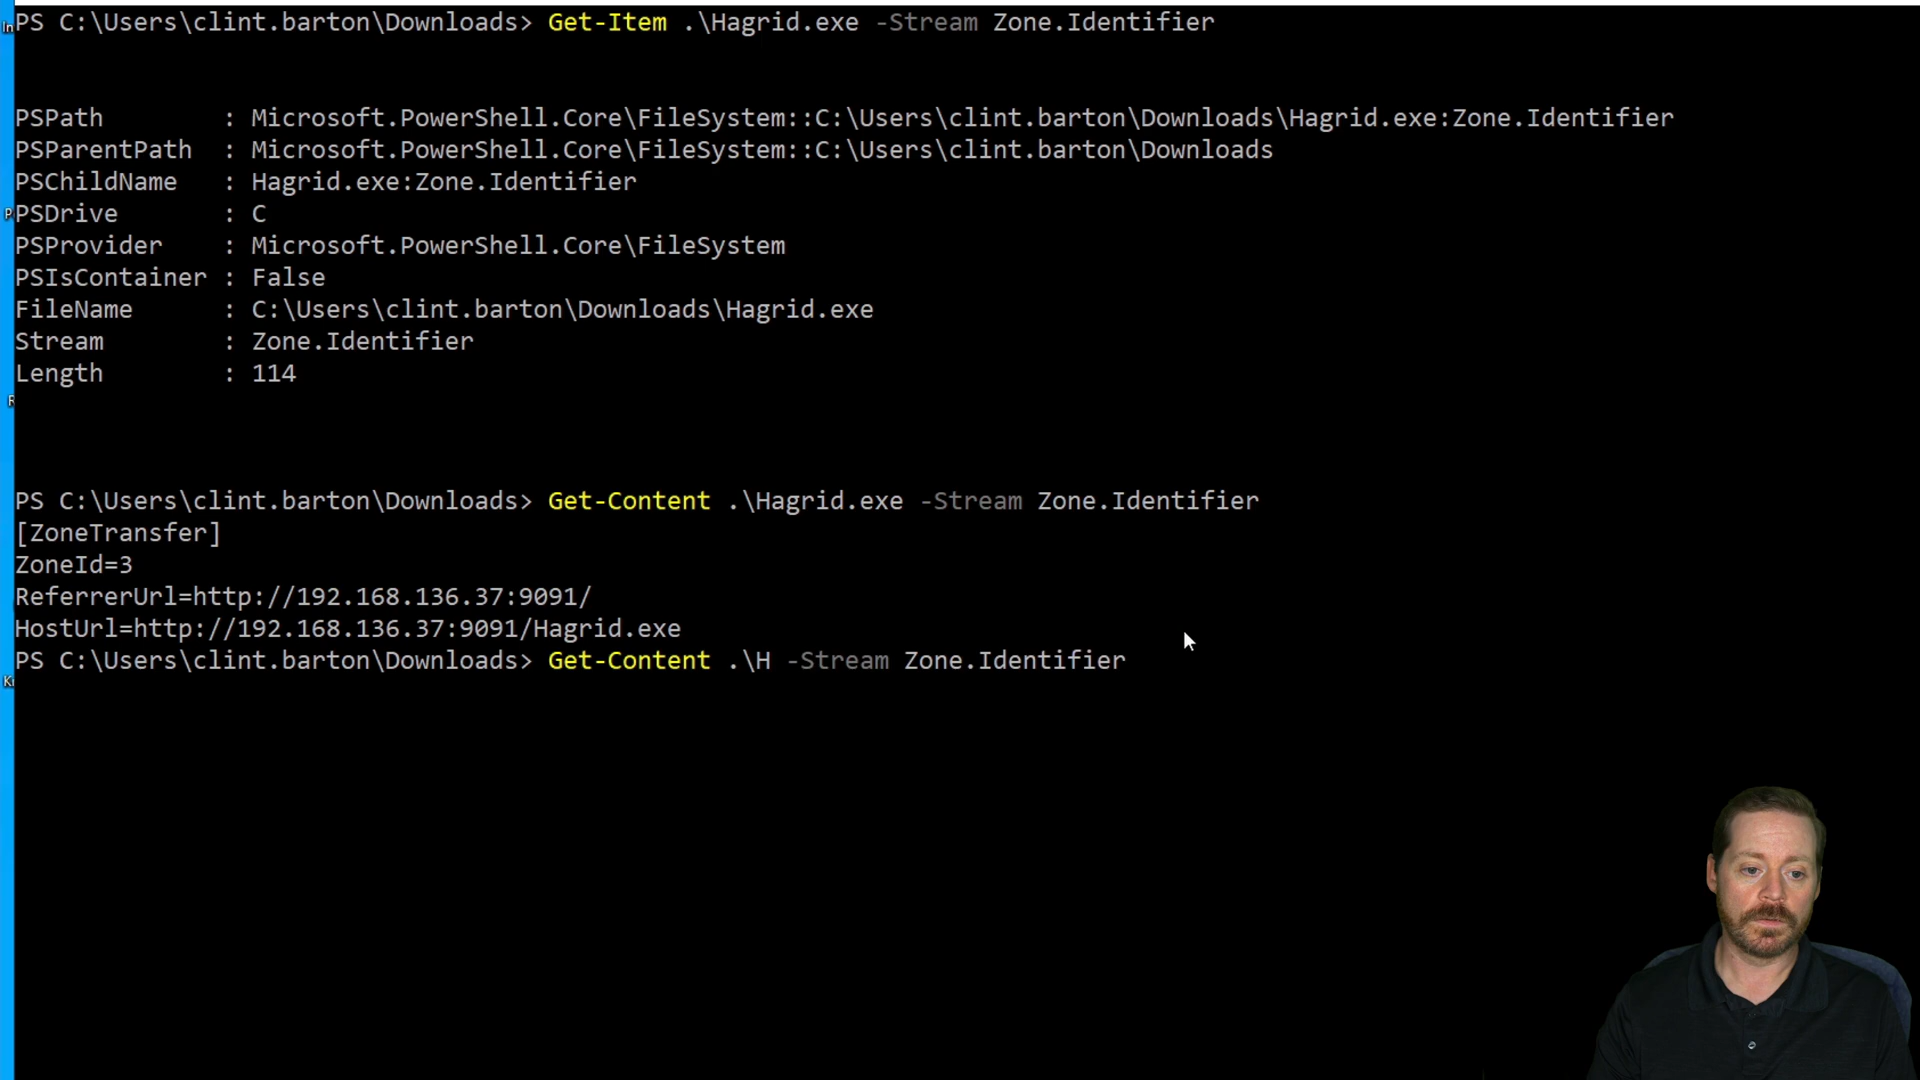 PS C:\Users\clint.barton\Downloads> Get-Item .\Hagrid.exe -Stream Zone.Identifier
PSPath        : Microsoft.PowerShell.Core\FileSystem::C:\Users\clint.barton\Downloads\Hagrid.exe:Zone.Identifier
PSParentPath  : Microsoft.PowerShell.Core\FileSystem::C:\Users\clint.barton\Downloads
PSChildName   : Hagrid.exe:Zone.Identifier
PSDrive       : C
PSProvider    : Microsoft.PowerShell.Core\FileSystem
PSIsContainer : False
FileName      : C:\Users\clint.barton\Downloads\Hagrid.exe
Stream        : Zone.Identifier
Length        : 114
PS C:\Users\clint.barton\Downloads> Get-Content .\Hagrid.exe -Stream Zone.Identifier
[ZoneTransfer]
ZoneId=3
ReferrerUrl=http://192.168.136.37:9091/
HostUrl=http://192.168.136.37:9091/Hagrid.exe
PS C:\Users\clint.barton\Downloads> Get-Content .\H -Stream Zone.Identifier